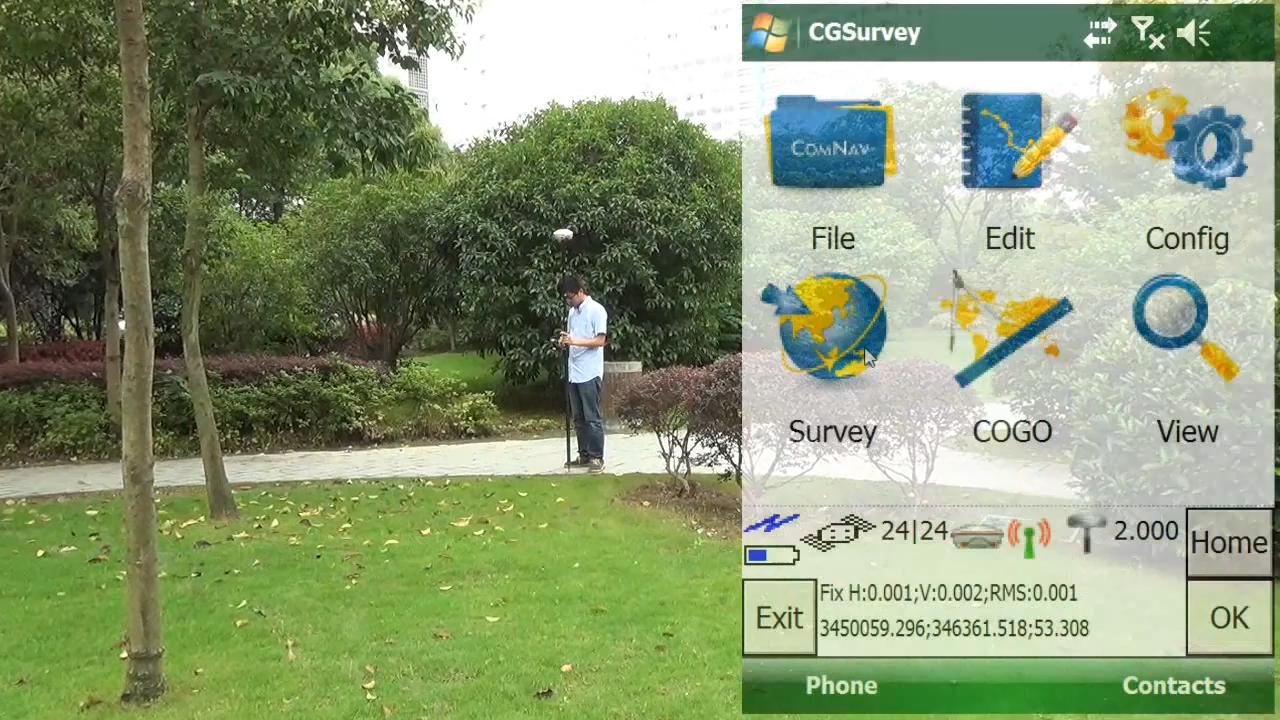 CGSurvey
COMNAV
File
Edit
Config
Survey
COGO
View
24|24
2.000
Home
Exit
Fix H:0.001;V:0.002;RMS:0.001
3450059.296;346361.518;53.308
OK
Phone
Contacts